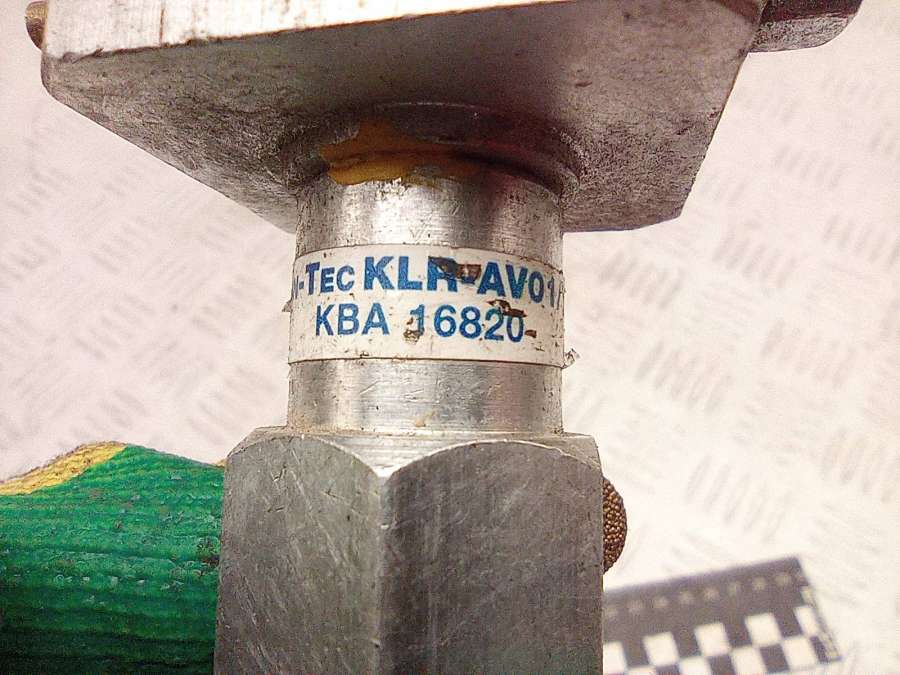 -TEC KLR-AV01
KBA 16820